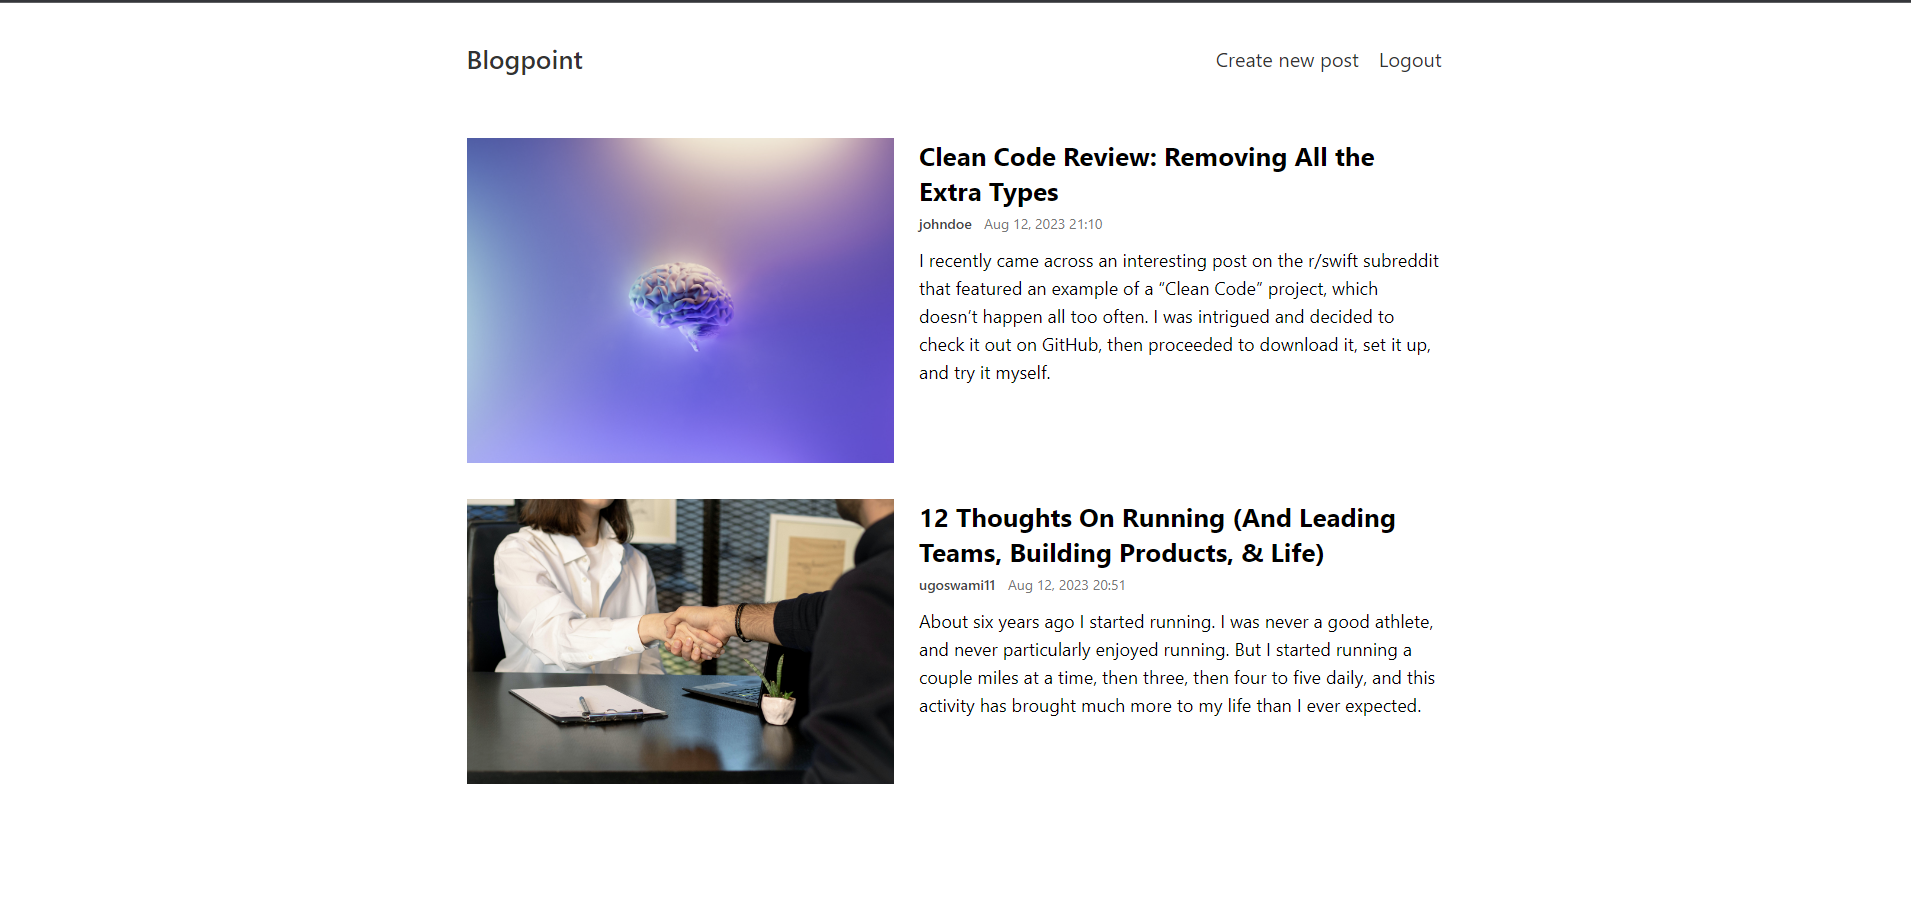 Blogpoint
Create new post Logout
Clean Code Review: Removing All the
Extra Types
johndoe Aug 12, 2023 21:10
I recently came across an interesting post on the r/swift subreddit
that featured an example of a “Clean Code” project, which
doesn’t happen all too often. I was intrigued and decided to
check it out on GitHub, then proceeded to download it, set it up,
and try it myself.
12 Thoughts On Running (And Leading
Teams, Building Products, & Life)
ugoswami11 Aug 12, 2023 20:51
About six years ago I started running. I was never a good athlete,
and never particularly enjoyed running. But I started running a
couple miles at a time, then three, then four to five daily, and this
activity has brought much more to my life than I ever expected.